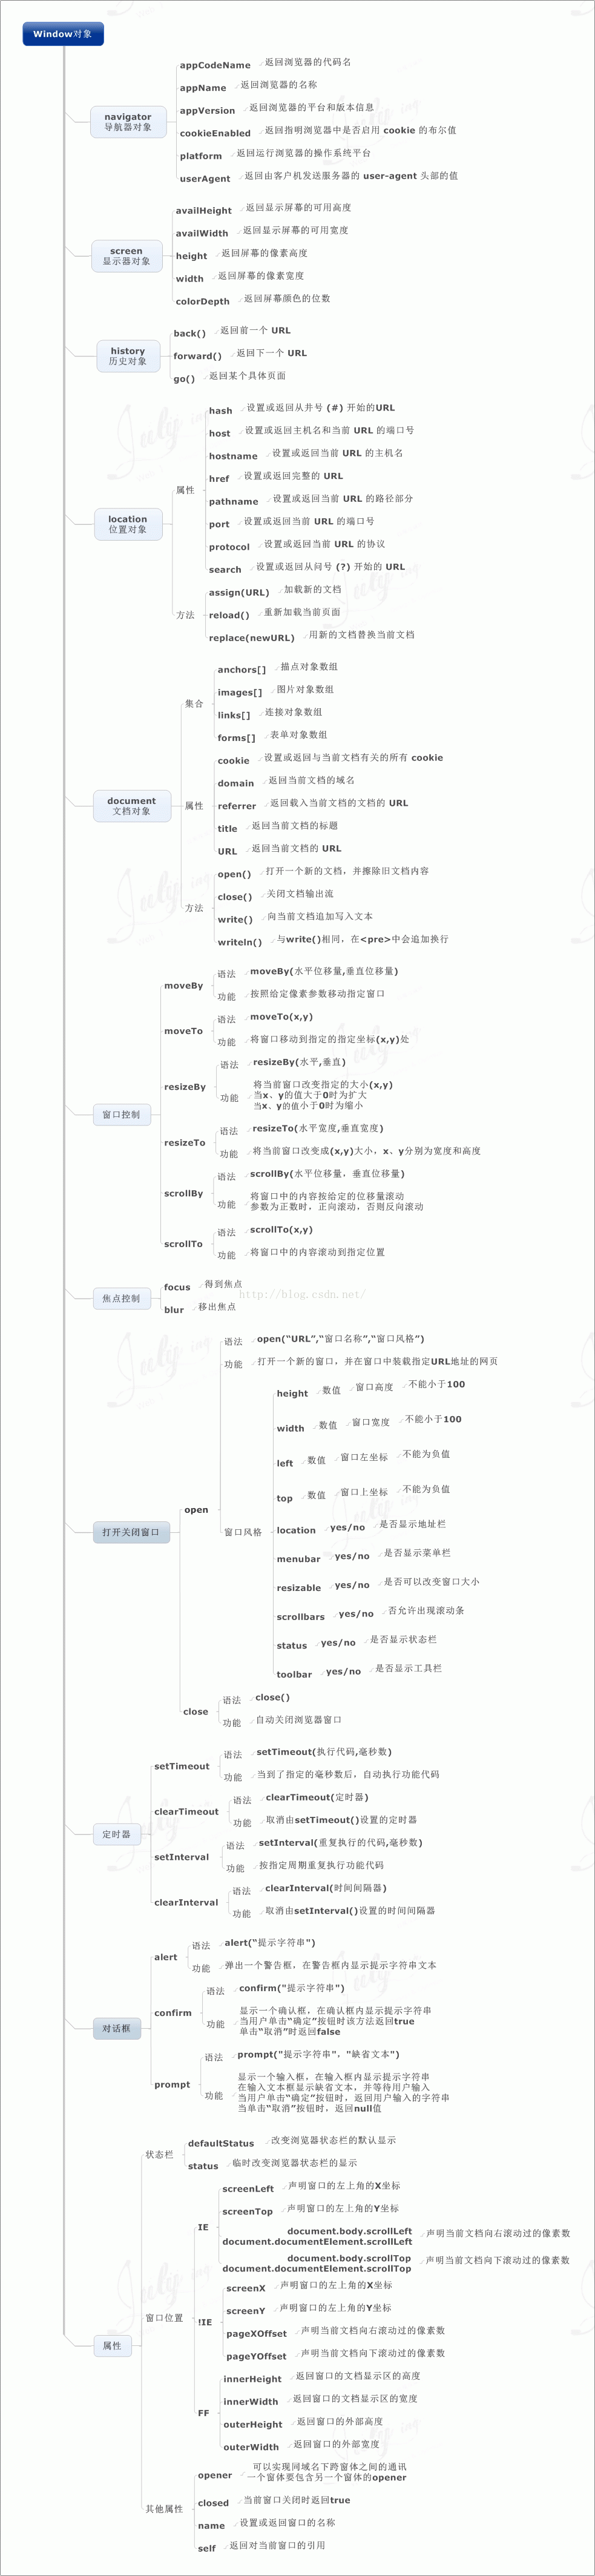 Window对象
navigator
导航器对象
appCodeName 返回浏览器的代码名
appName 返回浏览器的名称
appVersion 返回浏览器的平台和版本信息
cookieEnabled 返回指明浏览器中是否启用 cookie 的布尔值
platform 返回运行浏览器的操作系统平台
userAgent 返回由客户机发送服务器的 user-agent 头部的值
screen
显示器对象
availHeight 返回显示屏幕的可用高度
availWidth 返回显示屏幕的可用宽度
height 返回屏幕的像素高度
width 返回屏幕的像素宽度
colorDepth 返回屏幕颜色的位数
history
历史对象
back() 返回前一个 URL
forward() 返回下一个 URL
go() 返回某个具体页面
location
位置对象
属性
hash 设置或返回从井号 (#) 开始的URL
host 设置或返回主机名和当前 URL 的端口号
hostname 设置或返回当前 URL 的主机名
href 设置或返回完整的 URL
pathname 设置或返回当前 URL 的路径部分
port 设置或返回当前 URL 的端口号
protocol 设置或返回当前 URL 的协议
search 设置或返回从问号 (?) 开始的 URL
方法
assign(URL) 加载新的文档
reload() 重新加载当前页面
replace(newURL) 用新的文档替换当前文档
document
文档对象
集合
anchors[] 描点对象数组
images[] 图片对象数组
links[] 连接对象数组
forms[] 表单对象数组
属性
cookie 设置或返回与当前文档有关的所有 cookie
domain 返回当前文档的域名
referrer 返回载入当前文档的文档的 URL
title 返回当前文档的标题
URL 返回当前文档的 URL
方法
open() 打开一个新的文档，并擦除旧文档内容
close() 关闭文档输出流
write() 向当前文档追加写入文本
writeln() 与write()相同，在<pre>中会追加换行
窗口控制
moveBy
语法 moveBy(水平位移量,垂直位移量)
功能 按照给定像素参数移动指定窗口
moveTo
语法 moveTo(x,y)
功能 将窗口移动到指定的指定坐标(x,y)处
resizeBy
语法 resizeBy(水平,垂直)
功能 将当前窗口改变指定的大小(x,y)
当x、y的值大于0时为扩大
当x、y的值小于0时为缩小
resizeTo
语法 resizeTo(水平宽度,垂直宽度)
功能 将当前窗口改变成(x,y)大小，x、y分别为宽度和高度
scrollBy
语法 scrollBy(水平位移量，垂直位移量)
功能 将窗口中的内容按给定的位移量滚动
参数为正数时，正向滚动，否则反向滚动
scrollTo
语法 scrollTo(x,y)
功能 将窗口中的内容滚动到指定位置
焦点控制
focus 得到焦点
blur 移出焦点
http://blog.csdn.net/
打开关闭窗口
open
语法 open(“URL”,“窗口名称”,“窗口风格”)
功能 打开一个新的窗口，并在窗口中装载指定URL地址的网页
窗口风格
height 数值 窗口高度 不能小于100
width 数值 窗口宽度 不能小于100
left 数值 窗口左坐标 不能为负值
top 数值 窗口上坐标 不能为负值
location yes/no 是否显示地址栏
menubar yes/no 是否显示菜单栏
resizable yes/no 是否可以改变窗口大小
scrollbars yes/no 否允许出现滚动条
status yes/no 是否显示状态栏
toolbar yes/no 是否显示工具栏
close
语法 close()
功能 自动关闭浏览器窗口
定时器
setTimeout
语法 setTimeout(执行代码,毫秒数)
功能 当到了指定的毫秒数后，自动执行功能代码
clearTimeout
语法 clearTimeout(定时器)
功能 取消由setTimeout()设置的定时器
setInterval
语法 setInterval(重复执行的代码,毫秒数)
功能 按指定周期重复执行功能代码
clearInterval
语法 clearInterval(时间间隔器)
功能 取消由setInterval()设置的时间间隔器
对话框
alert
语法 alert(“提示字符串")
功能 弹出一个警告框，在警告框内显示提示字符串文本
confirm
语法 confirm("提示字符串")
功能 显示一个确认框，在确认框内显示提示字符串
当用户单击“确定”按钮时该方法返回true
单击“取消”时返回false
prompt
语法 prompt("提示字符串"，"缺省文本")
功能 显示一个输入框，在输入框内显示提示字符串
在输入文本框显示缺省文本，并等待用户输入
当用户单击“确定”按钮时，返回用户输入的字符串
当单击“取消”按钮时，返回null值
属性
状态栏
defaultStatus 改变浏览器状态栏的默认显示
status 临时改变浏览器状态栏的显示
窗口位置
IE
screenLeft 声明窗口的左上角的X坐标
screenTop 声明窗口的左上角的Y坐标
document.body.scrollLeft
document.documentElement.scrollLeft 声明当前文档向右滚动过的像素数
document.body.scrollTop
document.documentElement.scrollTop 声明当前文档向下滚动过的像素数
!IE
screenX 声明窗口的左上角的X坐标
screenY 声明窗口的左上角的Y坐标
pageXOffset 声明当前文档向右滚动过的像素数
pageYOffset 声明当前文档向下滚动过的像素数
FF
innerHeight 返回窗口的文档显示区的高度
innerWidth 返回窗口的文档显示区的宽度
outerHeight 返回窗口的外部高度
outerWidth 返回窗口的外部宽度
其他属性
opener 可以实现同域名下跨窗体之间的通讯
一个窗体要包含另一个窗体的opener
closed 当前窗口关闭时返回true
name 设置或返回窗口的名称
self 返回对当前窗口的引用